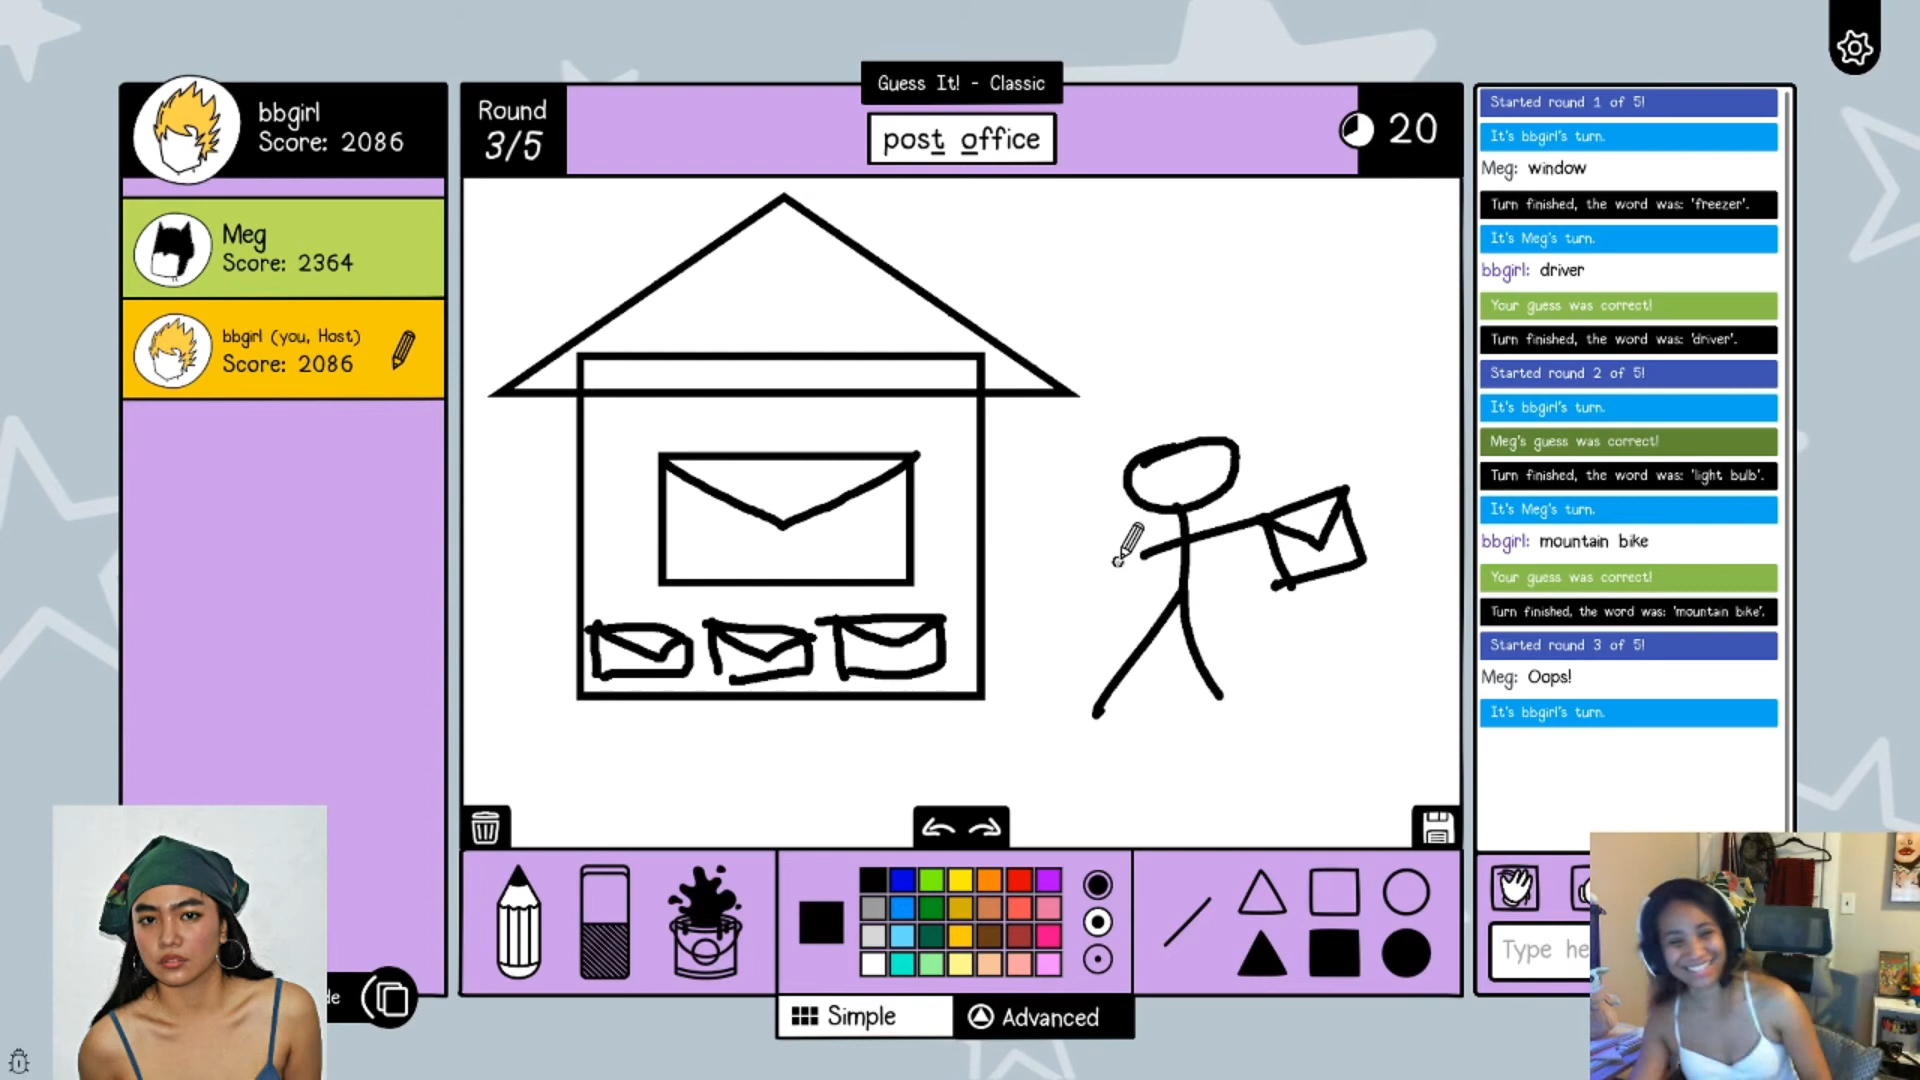 Guess It! - Classic
bbgirl
Score: 2086
Round
3/5
post office
20
Meg
Score: 2364
bbgirl (you, Host)
Score: 2086
Started round 1 of 5!
It's bbgirl's turn.
Meg: window
Turn finished, the word was: 'freezer'.
It's Meg's turn.
bbgirl: driver
Your guess was correct!
Turn finished, the word was: 'driver'.
Started round 2 of 5!
It's bbgirl's turn.
Meg's guess was correct!
Turn finished, the word was: 'light bulb'.
It's Meg's turn.
bbgirl: mountain bike
Your guess was correct!
Turn finished, the word was: 'mountain bike'.
Started round 3 of 5!
Meg: Oops!
It's bbgirl's turn.
Type he
Simple
Advanced